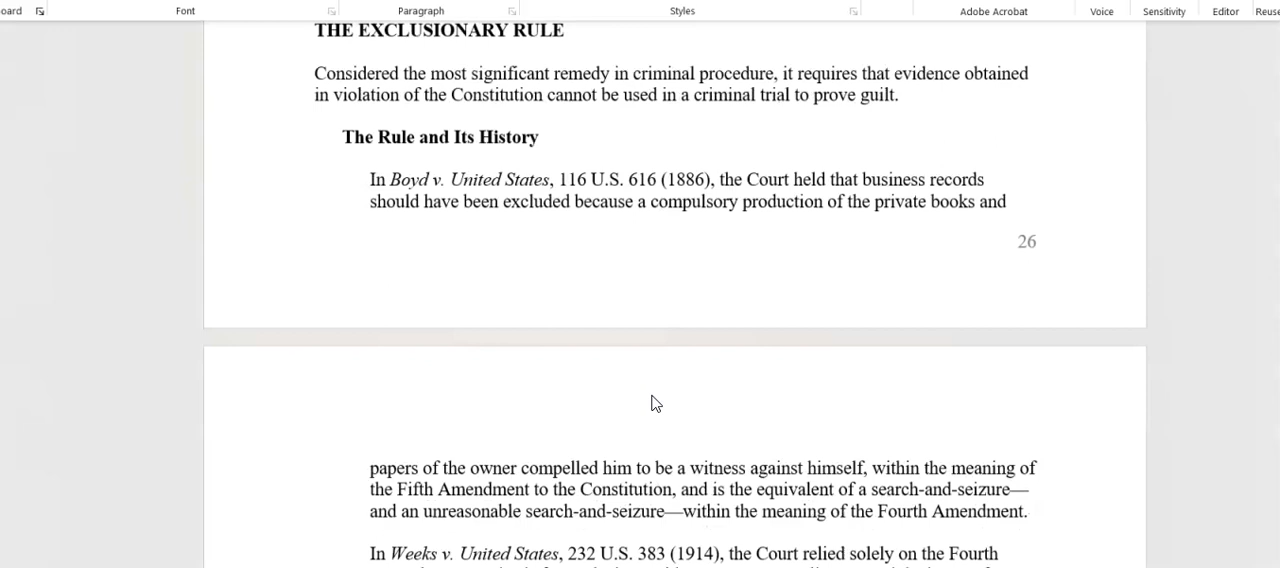 oard Font Paragraph Styles Adobe Acrobat Voice Sensitivity Editor Reuse
THE EXCLUSIONARY RULE
Considered the most significant remedy in criminal procedure, it requires that evidence obtained
in violation of the Constitution cannot be used in a criminal trial to prove guilt.
The Rule and Its History
In Boyd v. United States, 116 U.S. 616 (1886), the Court held that business records
should have been excluded because a compulsory production of the private books and
26
papers of the owner compelled him to be a witness against himself, within the meaning of
the Fifth Amendment to the Constitution, and is the equivalent of a search-and-seizure—
and an unreasonable search-and-seizure—within the meaning of the Fourth Amendment.
In Weeks v. United States, 232 U.S. 383 (1914), the Court relied solely on the Fourth